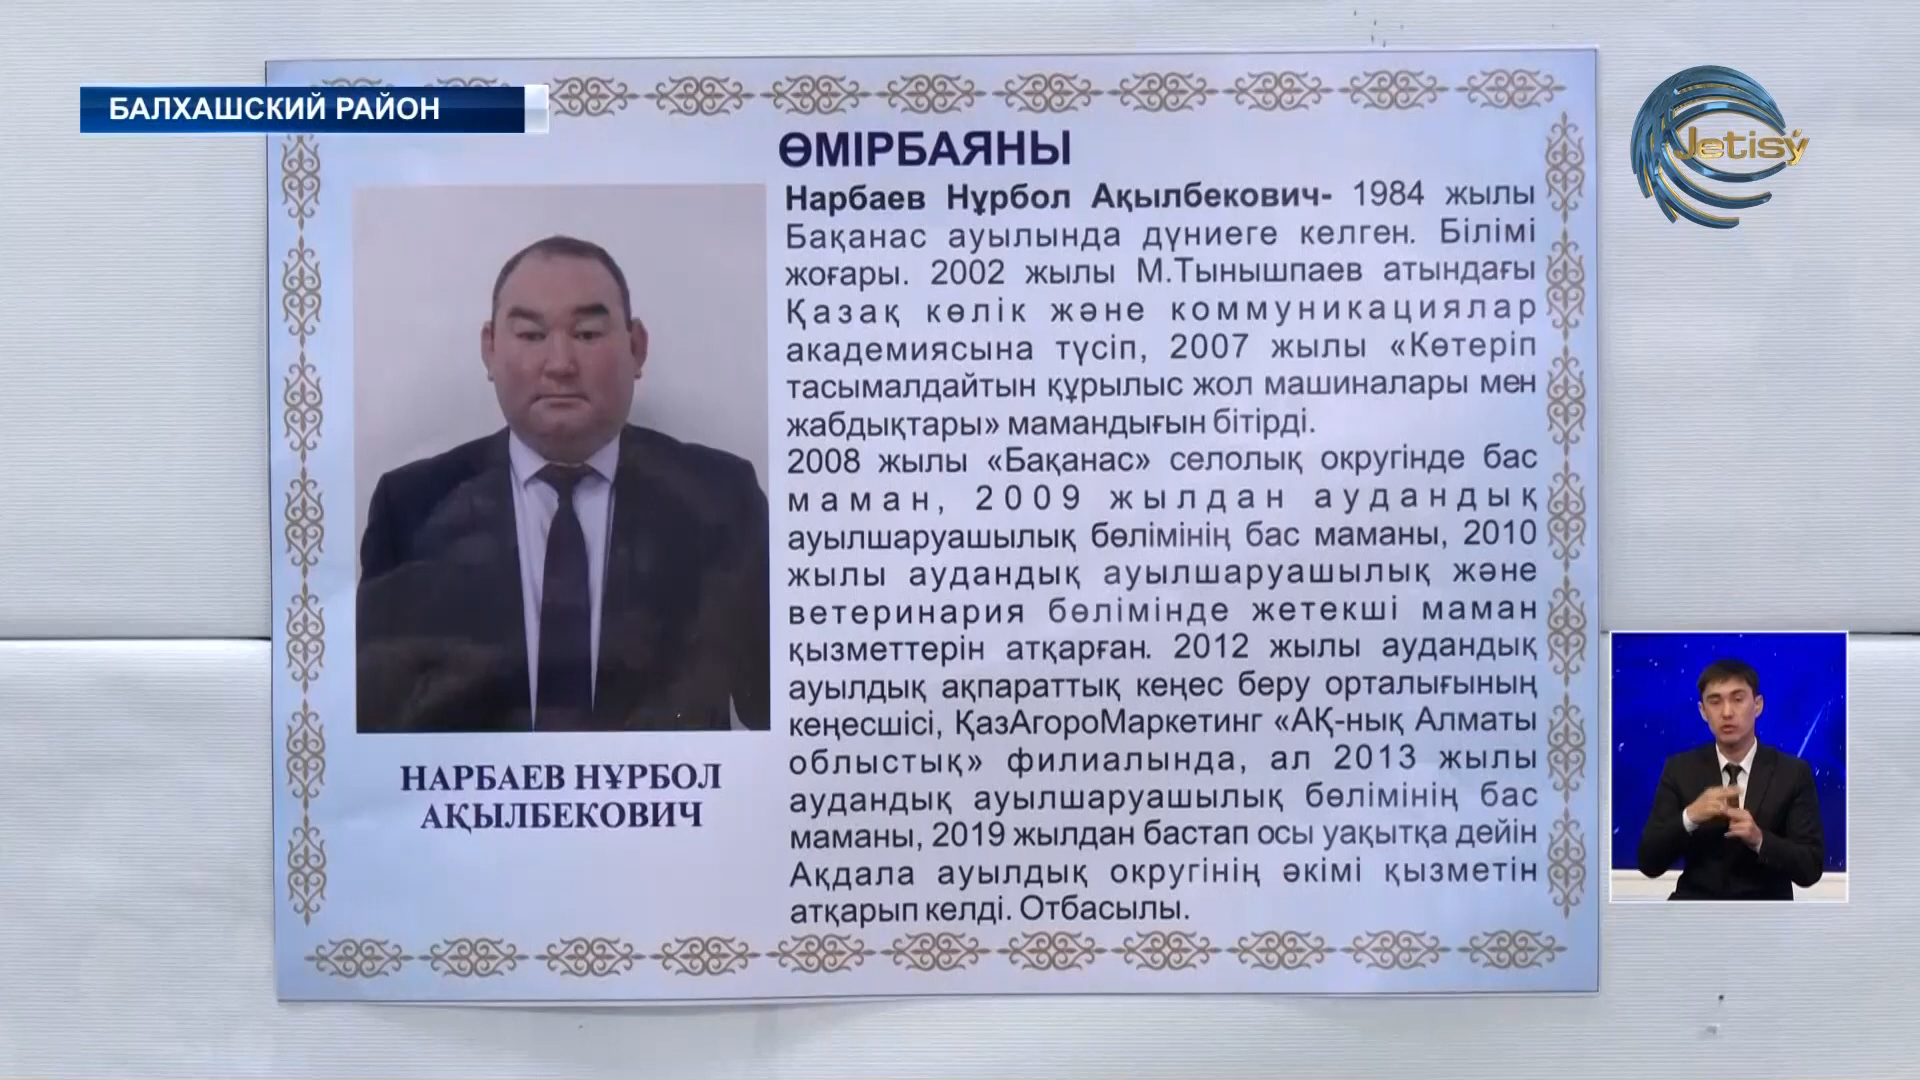 БАЛХАШСКИЙ РАЙОН
Jetisý
ӨМІРБАЯНЫ
Нарбаев Нұрбол Ақылбекович- 1984 жылы
Бақанас ауылында дүниеге келген. Білімі
жоғары. 2002 жылы М.Тынышпаев атындағы
Қазақ көлік және коммуникациялар
академиясына түсіп, 2007 жылы «Көтеріп
тасымалдайтын құрылыс жол машиналары мен
жабдықтары» мамандығын бітірді.
2008 жылы «Бақанас» селолық округінде бас
маман, 2009 жылдан аудандық
ауылшаруашылық бөлімінің бас маманы, 2010
жылы аудандық ауылшаруашылық және
ветеринария бөлімінде жетекші маман
қызметтерін атқарған. 2012 жылы аудандық
ауылдық ақпараттық кеңес беру орталығының
кеңесшісі, ҚазАгороМаркетинг «АҚ-нық Алматы
облыстық» филиалында, ал 2013 жылы
аудандық ауылшаруашылық бөлімінің бас
маманы, 2019 жылдан бастап осы уақытқа дейін
Ақдала ауылдық округінің әкімі қызметін
атқарып келді. Отбасылы.
НАРБАЕВ НҰРБОЛ
АҚЫЛБЕКОВИЧ